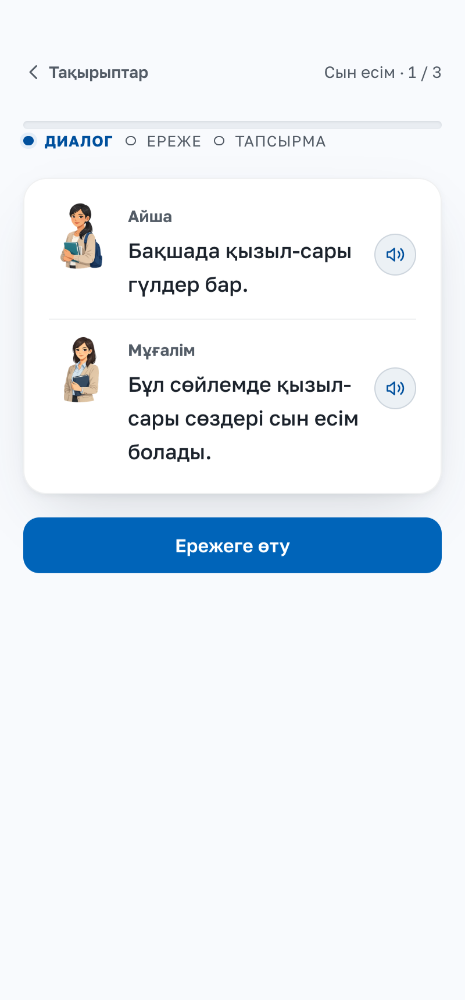 Тақырыптар
Сын есім · 1 / 3
ДИАЛОГ
ЕРЕЖЕ
ТАПСЫРМА
Айша
Бақшада қызыл-сары
гүлдер бар.
Мұғалім
Бұл сөйлемде қызыл-
сары сөздері сын есім
болады.
Ережеге өту